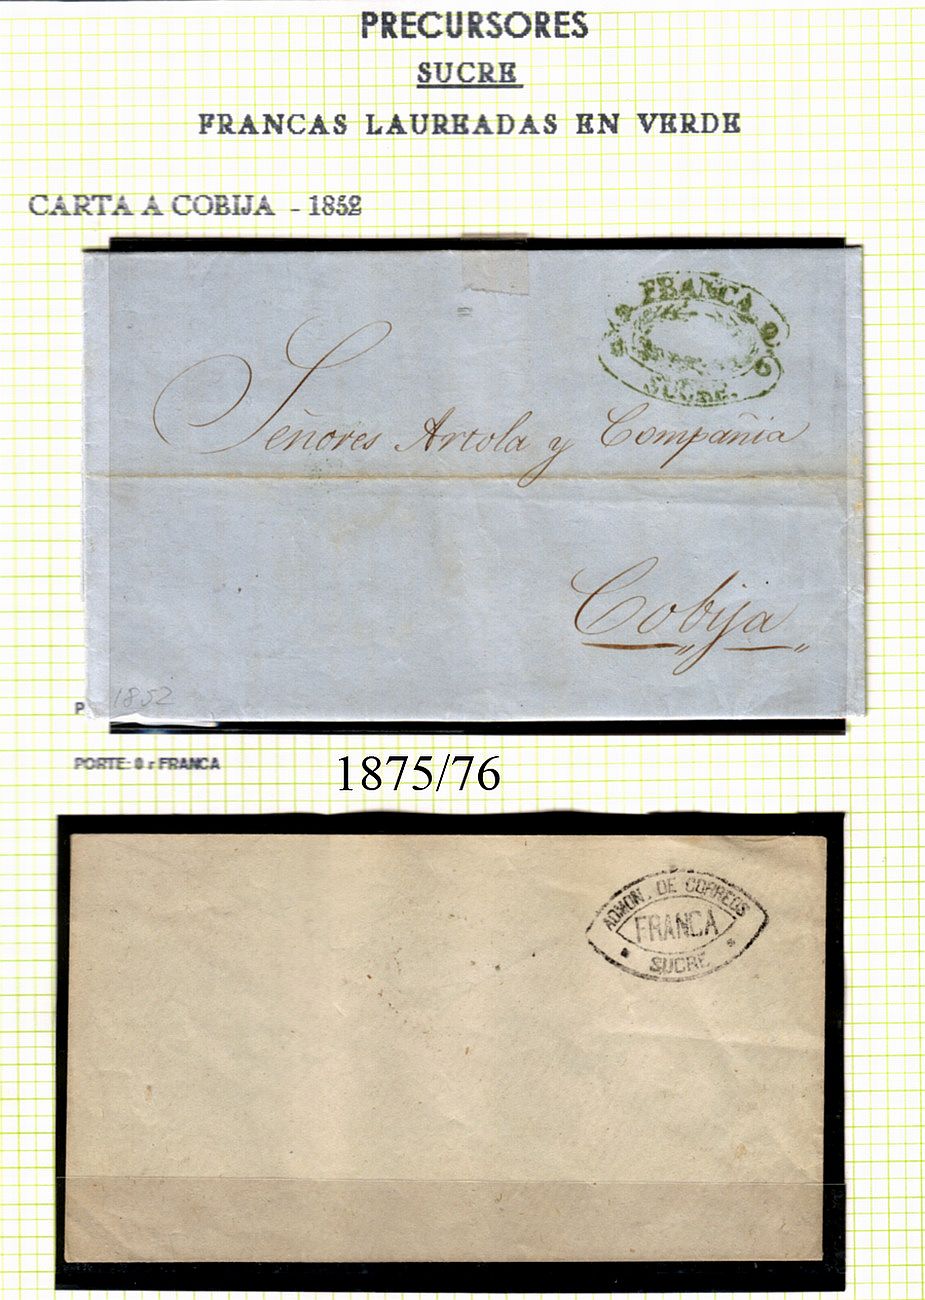 PRECURSORES
SUCRE
FRANCAS LAUREADAS EN VERDE
CARTA A COBIJA - 1852
FRANCA
SUCRE.
Señores Artola y Compañia
Cobija
1852
P
PORTE: 0 r FRANCA
1875/76
ADMON. DE CORREOS
FRANCA
SUCRE